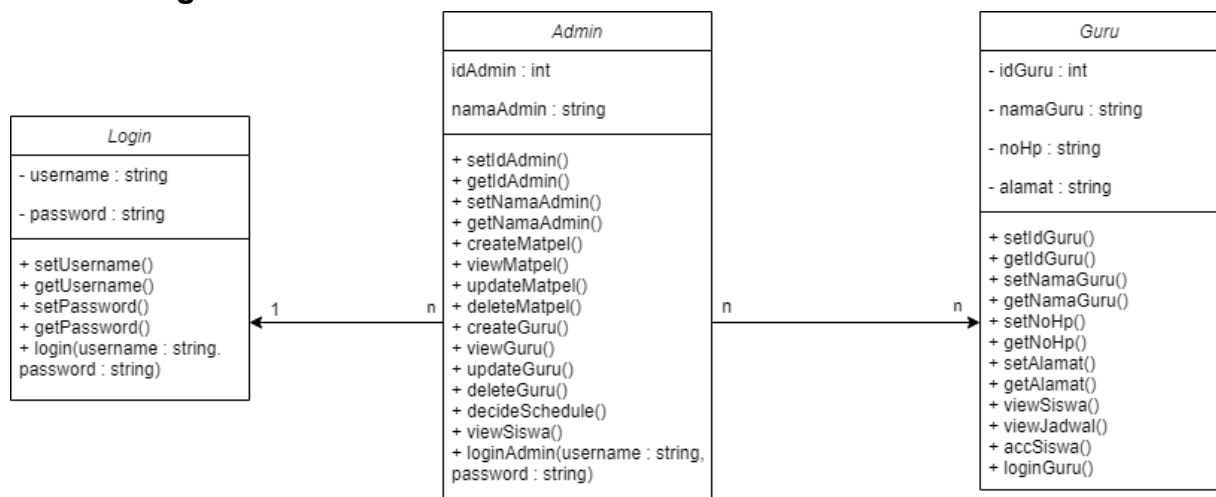 Login
- username : string
- password : string
+ setUsername()
+ getUsername()
+ setPassword()
+ getPassword()
+ login(username : string.
password : string)
1
n
Admin
idAdmin : int
namaAdmin : string
+ setIdAdmin()
+ getIdAdmin()
+ setNamaAdmin()
+ getNamaAdmin()
+ createMatpel()
+ viewMatpel()
+ updateMatpel()
+ deleteMatpel()
+ createGuru()
+ viewGuru()
+ updateGuru()
+ deleteGuru()
+ decideSchedule()
+ viewSiswa()
+ loginAdmin(username : string,
password : string)
n
n
Guru
- idGuru : int
- namaGuru : string
- noHp : string
- alamat : string
+ setIdGuru()
+ getIdGuru()
+ setNamaGuru()
+ getNamaGuru()
+ setNoHp()
+ getNoHp()
+ setAlamat()
+ getAlamat()
+ viewSiswa()
+ viewJadwal()
+ accSiswa()
+ loginGuru()